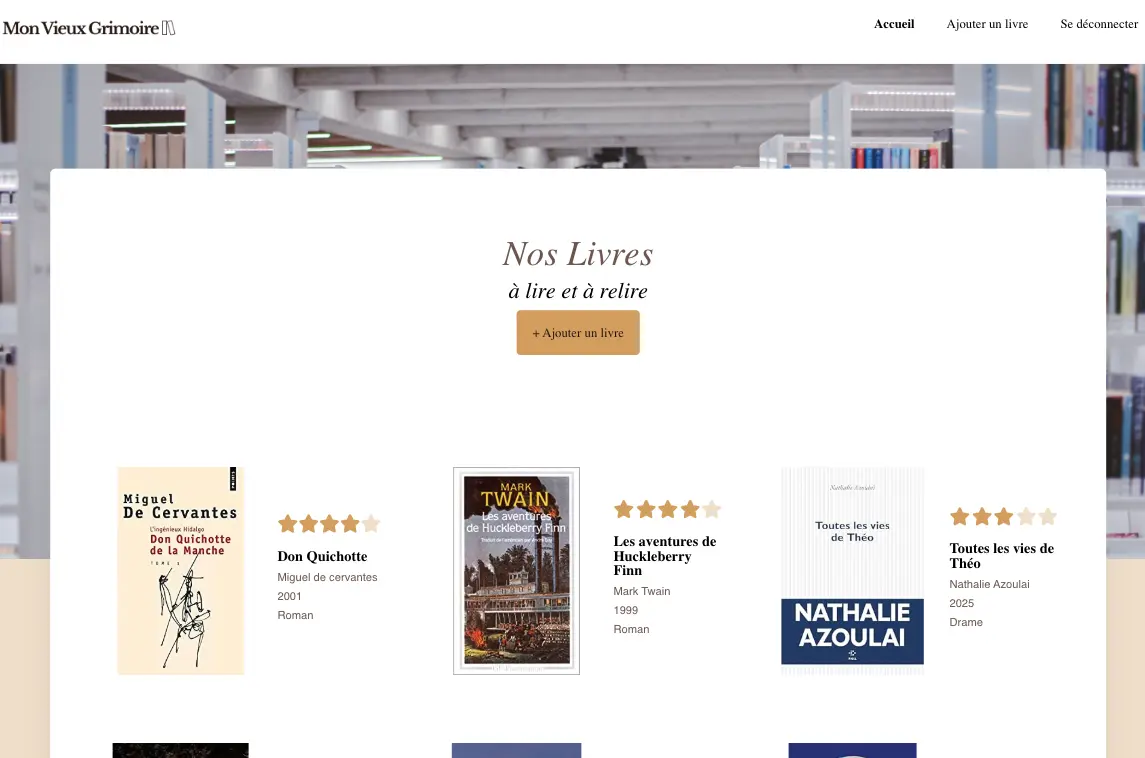 Mon Vieux Grimoire
Accueil
Ajouter un livre
Se déconnecter
Nos Livres
à lire et à relire
+ Ajouter un livre
POINTS
Miguel
De Cervantes
L'ingénieux Hidalgo
Don Quichotte
de la Manche
TOME 1
Don Quichotte
Miguel de cervantes
2001
Roman
MARK
TWAIN
Les aventures
de Huckleberry Finn
Les aventures de
Huckleberry
Finn
Mark Twain
1999
Roman
Nathalie Azoulai
Toutes les vies
de Théo
NATHALIE
AZOULAI
P.O.L
Toutes les vies de
Théo
Nathalie Azoulai
2025
Drame